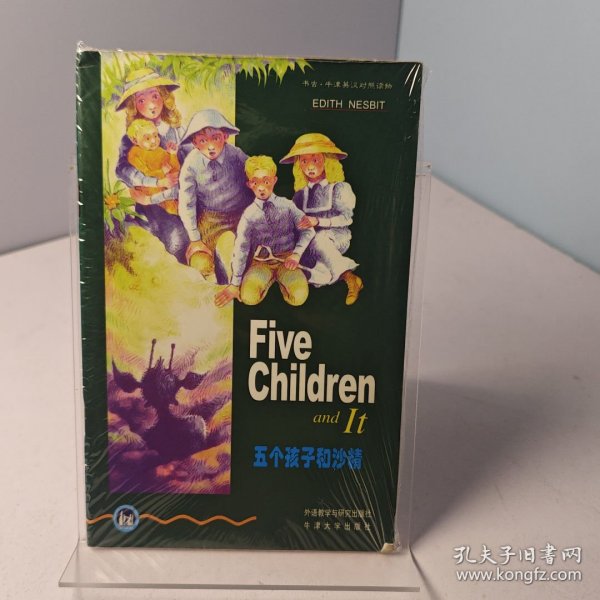 书虫·牛津英汉对照读物
EDITH NESBIT
Five
Children
and It
五个孩子和沙精
外语教学与研究出版社
牛津大学出版社
孔夫子旧书网
www.kongfz.com